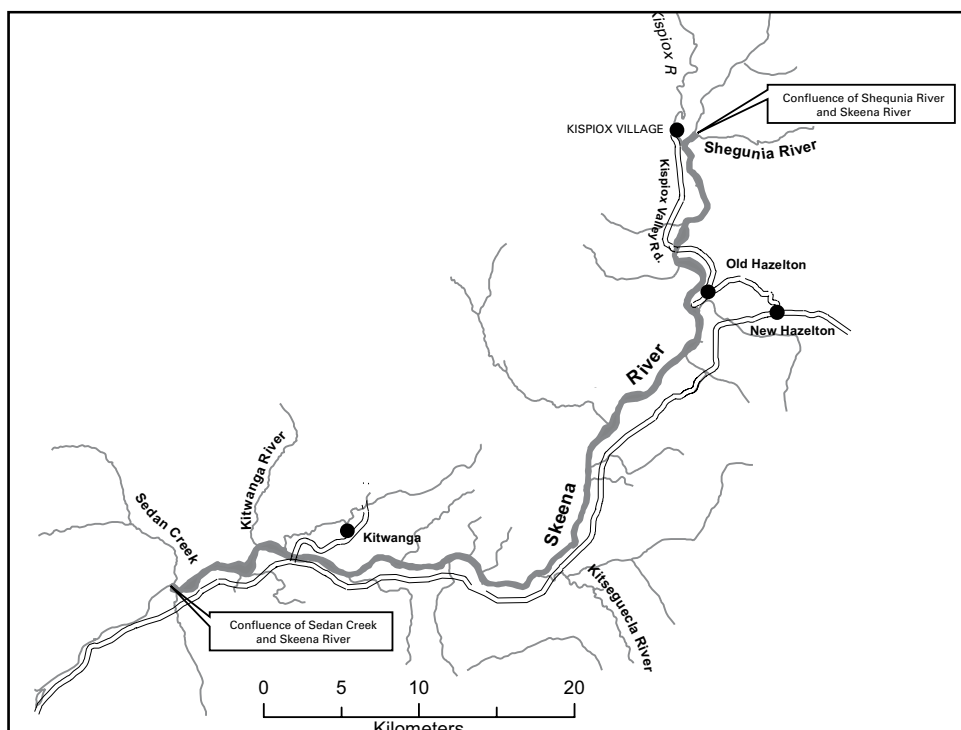 Kispiox R
Confluence of Shequnia River
and Skeena River
KISPIOX VILLAGE
Shegunia River
Kispiox Valley Rd.
Old Hazelton
New Hazelton
River
Skeena
Kitwanga River
Sedan Creek
Kitwanga
Kitseguecla River
Confluence of Sedan Creek
and Skeena River
0 5 10 20
Kilometers